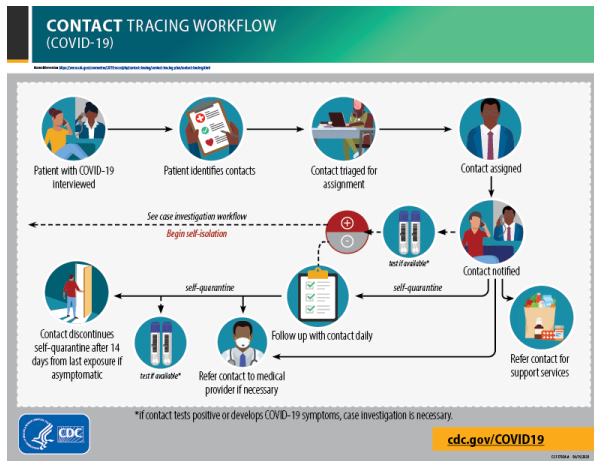 CONTACT TRACING WORKFLOW
(COVID-19)
Patient with COVID-19
interviewed
Patient identifies contacts
Contact triaged for
assignment
Contact assigned
See case investigation workflow
Begin self-isolation
+
-
test if available*
Contact notified
self-quarantine
self-quarantine
Contact discontinues
self-quarantine after 14
days from last exposure if
asymptomatic
test if available*
Refer contact to medical
provider if necessary
Follow up with contact daily
Refer contact for
support services
*if contact tests positive or develops COVID-19 symptoms, case investigation is necessary.
CDC
cdc.gov/COVID19